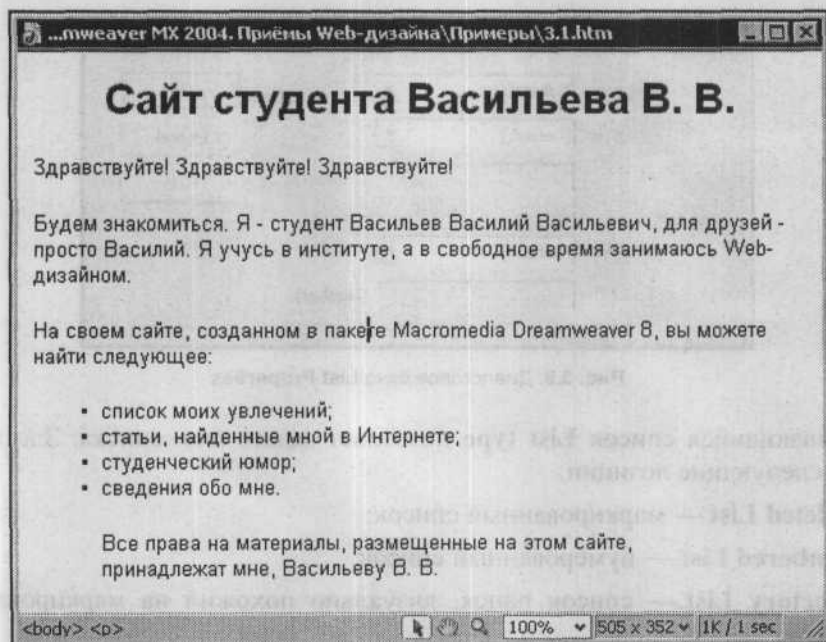 ...mweaver MX 2004. Приёмы Web-дизайна\Примеры\3.1.htm
Сайт студента Васильева В. В.
Здравствуйте! Здравствуйте! Здравствуйте!
Будем знакомиться. Я - студент Васильев Василий Васильевич, для друзей -
просто Василий. Я учусь в институте, а в свободное время занимаюсь Web-
дизайном.
На своем сайте, созданном в пакете Macromedia Dreamweaver 8, вы можете
найти следующее:
• список моих увлечений;
• статьи, найденные мной в Интернете;
• студенческий юмор;
• сведения обо мне.
Все права на материалы, размещенные на этом сайте,
принадлежат мне, Васильеву В. В.
<body> <p> 100% 505 x 352 1K / 1 sec